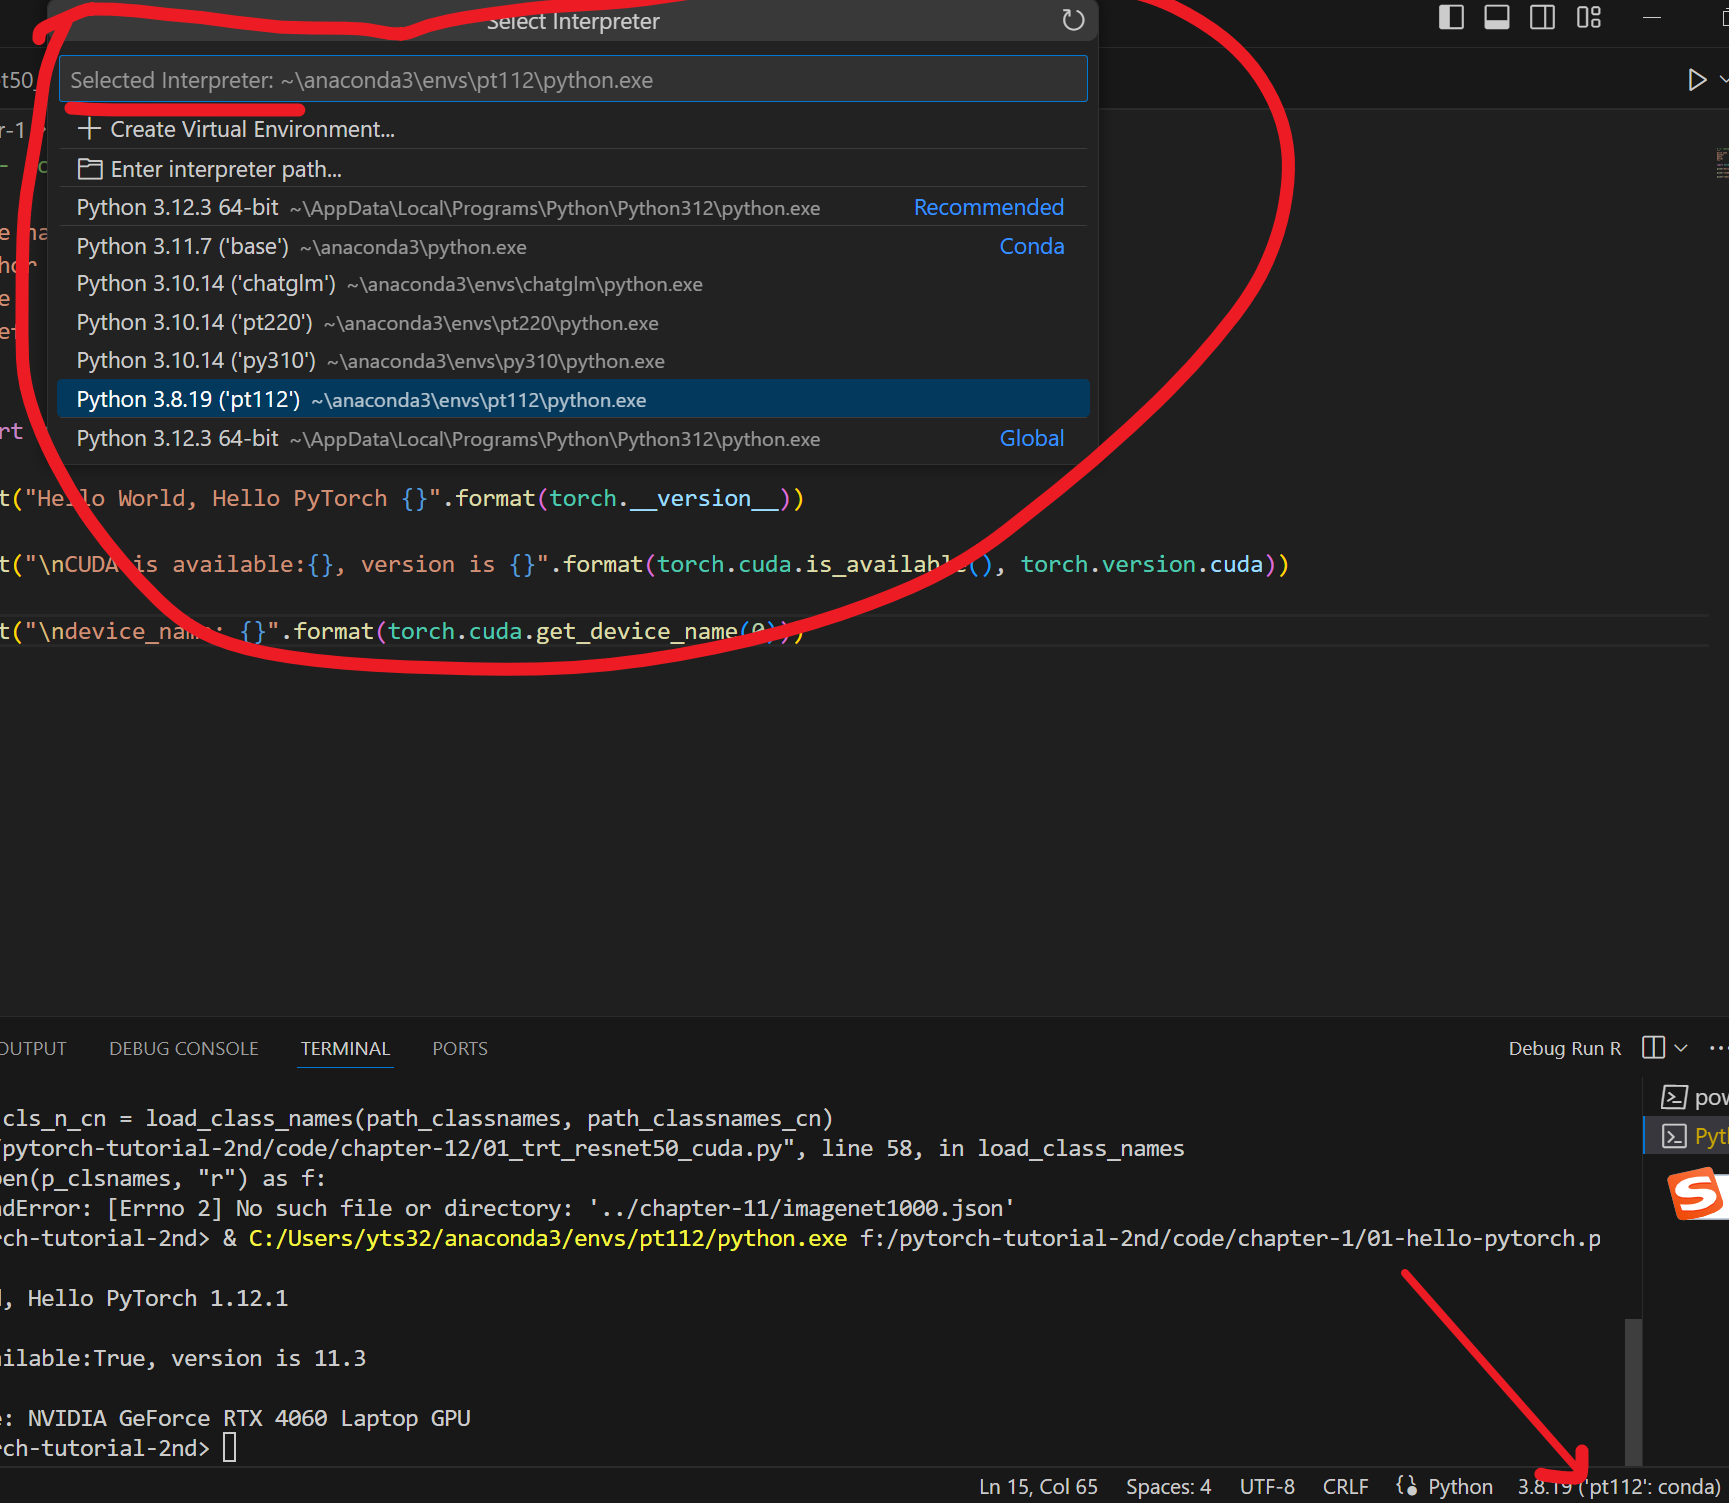 Select Interpreter
t50_
Selected Interpreter: ~\anaconda3\envs\pt112\python.exe
r-1
Create Virtual Environment...
Enter interpreter path...
Python 3.12.3 64-bit ~\AppData\Local\Programs\Python\Python312\python.exe Recommended
Python 3.11.7 ('base') ~\anaconda3\python.exe Conda
Python 3.10.14 ('chatglm') ~\anaconda3\envs\chatglm\python.exe
Python 3.10.14 ('pt220') ~\anaconda3\envs\pt220\python.exe
Python 3.10.14 ('py310') ~\anaconda3\envs\py310\python.exe
Python 3.8.19 ('pt112') ~\anaconda3\envs\pt112\python.exe
Python 3.12.3 64-bit ~\AppData\Local\Programs\Python\Python312\python.exe Global
rt
t("Hello World, Hello PyTorch {}".format(torch.__version__))
t("\nCUDA is available:{}, version is {}".format(torch.cuda.is_available(), torch.version.cuda))
t("\ndevice_name: {}".format(torch.cuda.get_device_name(0)))
OUTPUT DEBUG CONSOLE TERMINAL PORTS Debug Run R
cls_n_cn = load_class_names(path_classnames, path_classnames_cn)
/pytorch-tutorial-2nd/code/chapter-12/01_trt_resnet50_cuda.py", line 58, in load_class_names
pen(p_clsnames, "r") as f:
dError: [Errno 2] No such file or directory: '../chapter-11/imagenet1000.json'
rch-tutorial-2nd> & C:/Users/yts32/anaconda3/envs/pt112/python.exe f:/pytorch-tutorial-2nd/code/chapter-1/01-hello-pytorch.p
, Hello PyTorch 1.12.1
ilable:True, version is 11.3
e: NVIDIA GeForce RTX 4060 Laptop GPU
rch-tutorial-2nd>
pow
Pyt
Ln 15, Col 65 Spaces: 4 UTF-8 CRLF Python 3.8.19 ('pt112': conda)